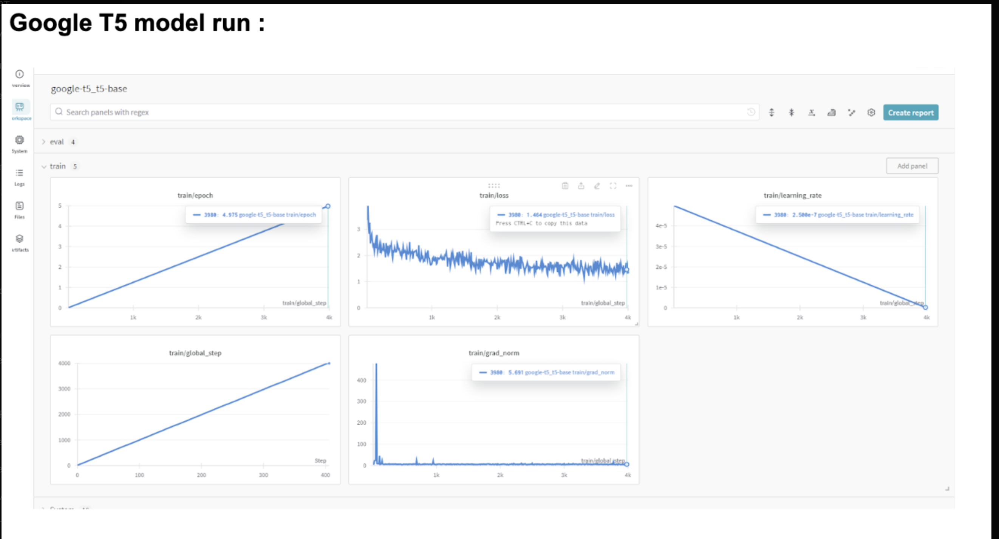 Google T5 model run :
verview
google-t5_t5-base
orkspace
Search panels with regex
Create report
eval 4
System
train 5
Add panel
Logs
Files
rtifacts
train/epoch
3980: 4.975 google-t5_t5-base train/epoch
5
4
3
2
1
0
train/global_step
1k 2k 3k 4k
train/loss
3980: 1.464 google-t5_t5-base train/loss
Press CTRL+C to copy this data
3
2
1
0
train/global_step
1k 2k 3k 4k
train/learning_rate
3980: 2.500e-7 google-t5_t5-base train/learning_rate
4e-5
3e-5
2e-5
1e-5
0
train/global_step
1k 2k 3k 4k
train/global_step
4000
3000
2000
1000
0
Step
0 100 200 300 400
train/grad_norm
3980: 5.691 google-t5_t5-base train/grad_norm
400
300
200
100
0
train/global_step
1k 2k 3k 4k